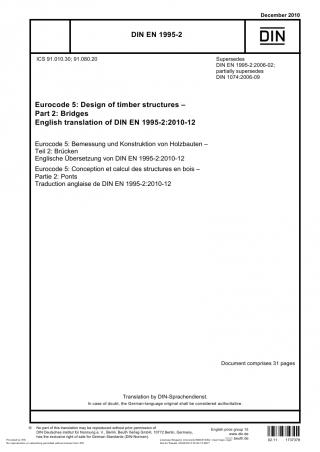 December 2010
DIN EN 1995-2
DIN
ICS 91.010.30; 91.080.20
Supersedes
DIN EN 1995-2:2006-02;
partially supersedes
DIN 1074:2006-09
Eurocode 5: Design of timber structures –
Part 2: Bridges
English translation of DIN EN 1995-2:2010-12
Eurocode 5: Bemessung und Konstruktion von Holzbauten –
Teil 2: Brücken
Englische Übersetzung von DIN EN 1995-2:2010-12
Eurocode 5: Conception et calcul des structures en bois –
Partie 2: Ponts
Traduction anglaise de DIN EN 1995-2:2010-12
Document comprises 31 pages
Translation by DIN-Sprachendienst.
In case of doubt, the German-language original shall be considered authoritative.
© No part of this translation may be reproduced without prior permission of
DIN Deutsches Institut für Normung e. V., Berlin. Beuth Verlag GmbH, 10772 Berlin, Germany,
has the exclusive right of sale for German Standards (DIN-Normen).
English price group 15
www.din.de
www.beuth.de
02.11